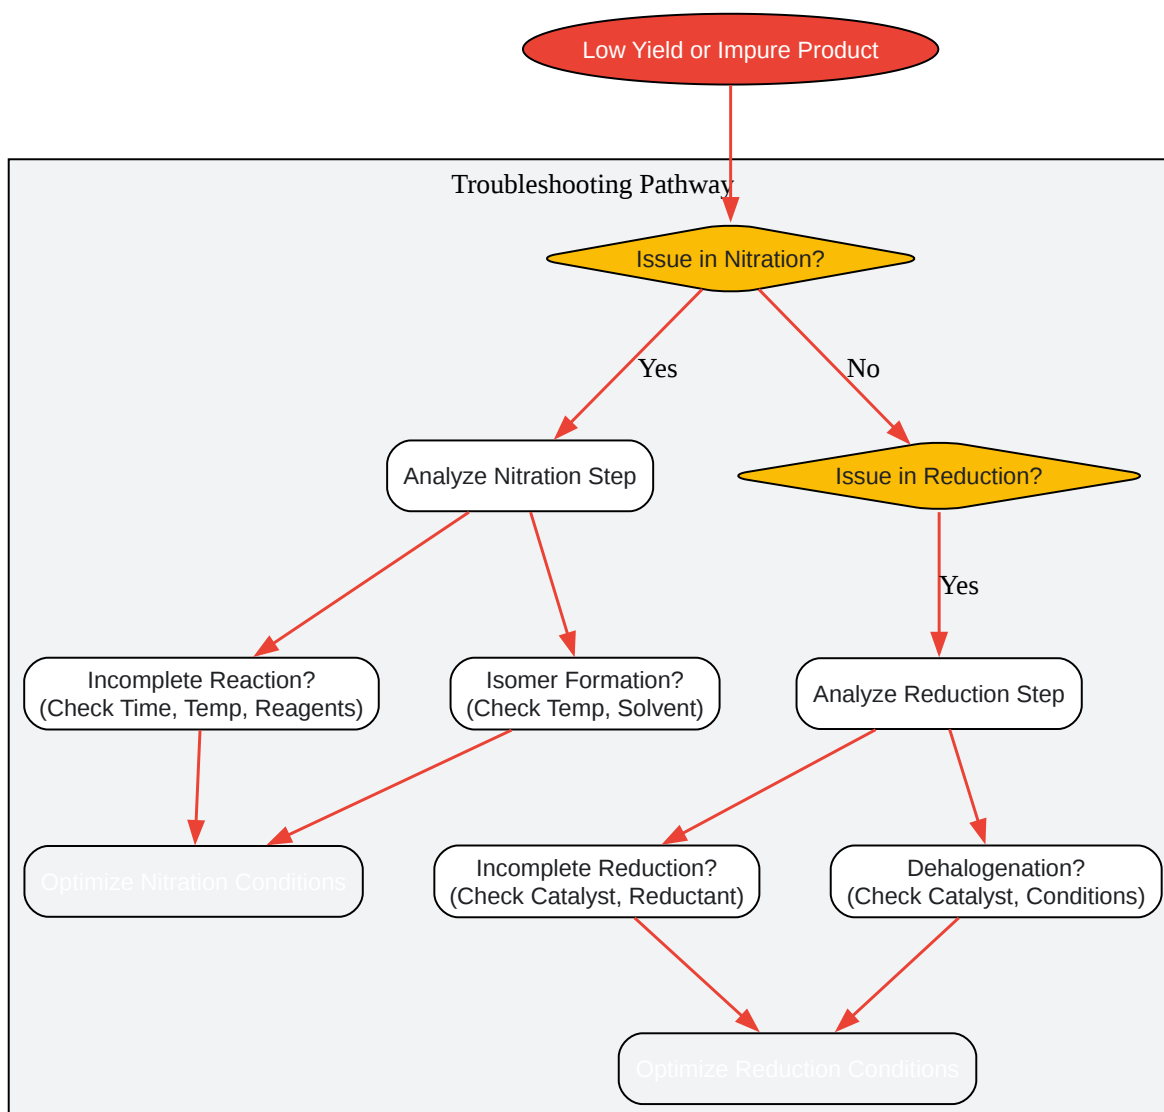 Low Yield or Impure Product
Troubleshooting Pathway
Issue in Nitration?
Yes
No
Analyze Nitration Step
Issue in Reduction?
Yes
Incomplete Reaction?
(Check Time, Temp, Reagents)
Isomer Formation?
(Check Temp, Solvent)
Analyze Reduction Step
Optimize Nitration Conditions
Incomplete Reduction?
(Check Catalyst, Reductant)
Dehalogenation?
(Check Catalyst, Conditions)
Optimize Reduction Conditions